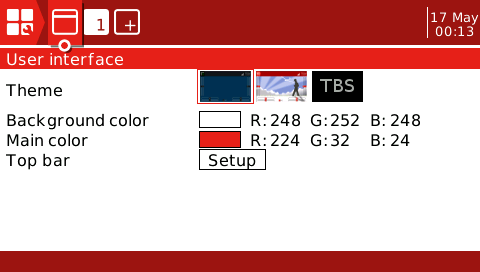 1
+
17 May
00:13
User interface
Theme
TBS
Background color R:248 G:252 B:248
Main color R:224 G:32 B:24
Top bar Setup